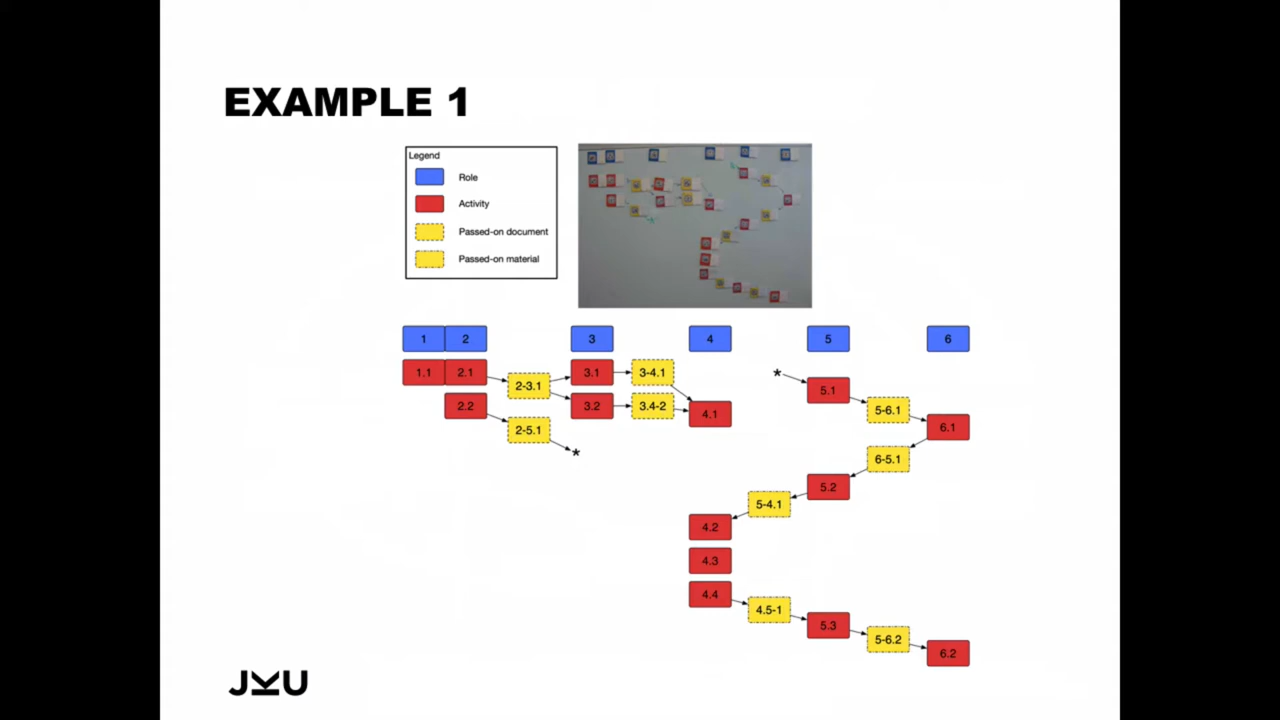 EXAMPLE 1
Legend
Role
Activity
Passed-on document
Passed-on material
1 2 3 4 5 6
1.1 2.1 2-3.1 3.1 3-4.1 * 5.1
2.2 3.2 3.4-2 4.1 5-6.1
2-5.1 6.1
*
6-5.1
5.2
5-4.1
4.2
4.3
4.4
4.5-1
5.3
5-6.2
6.2
JKU